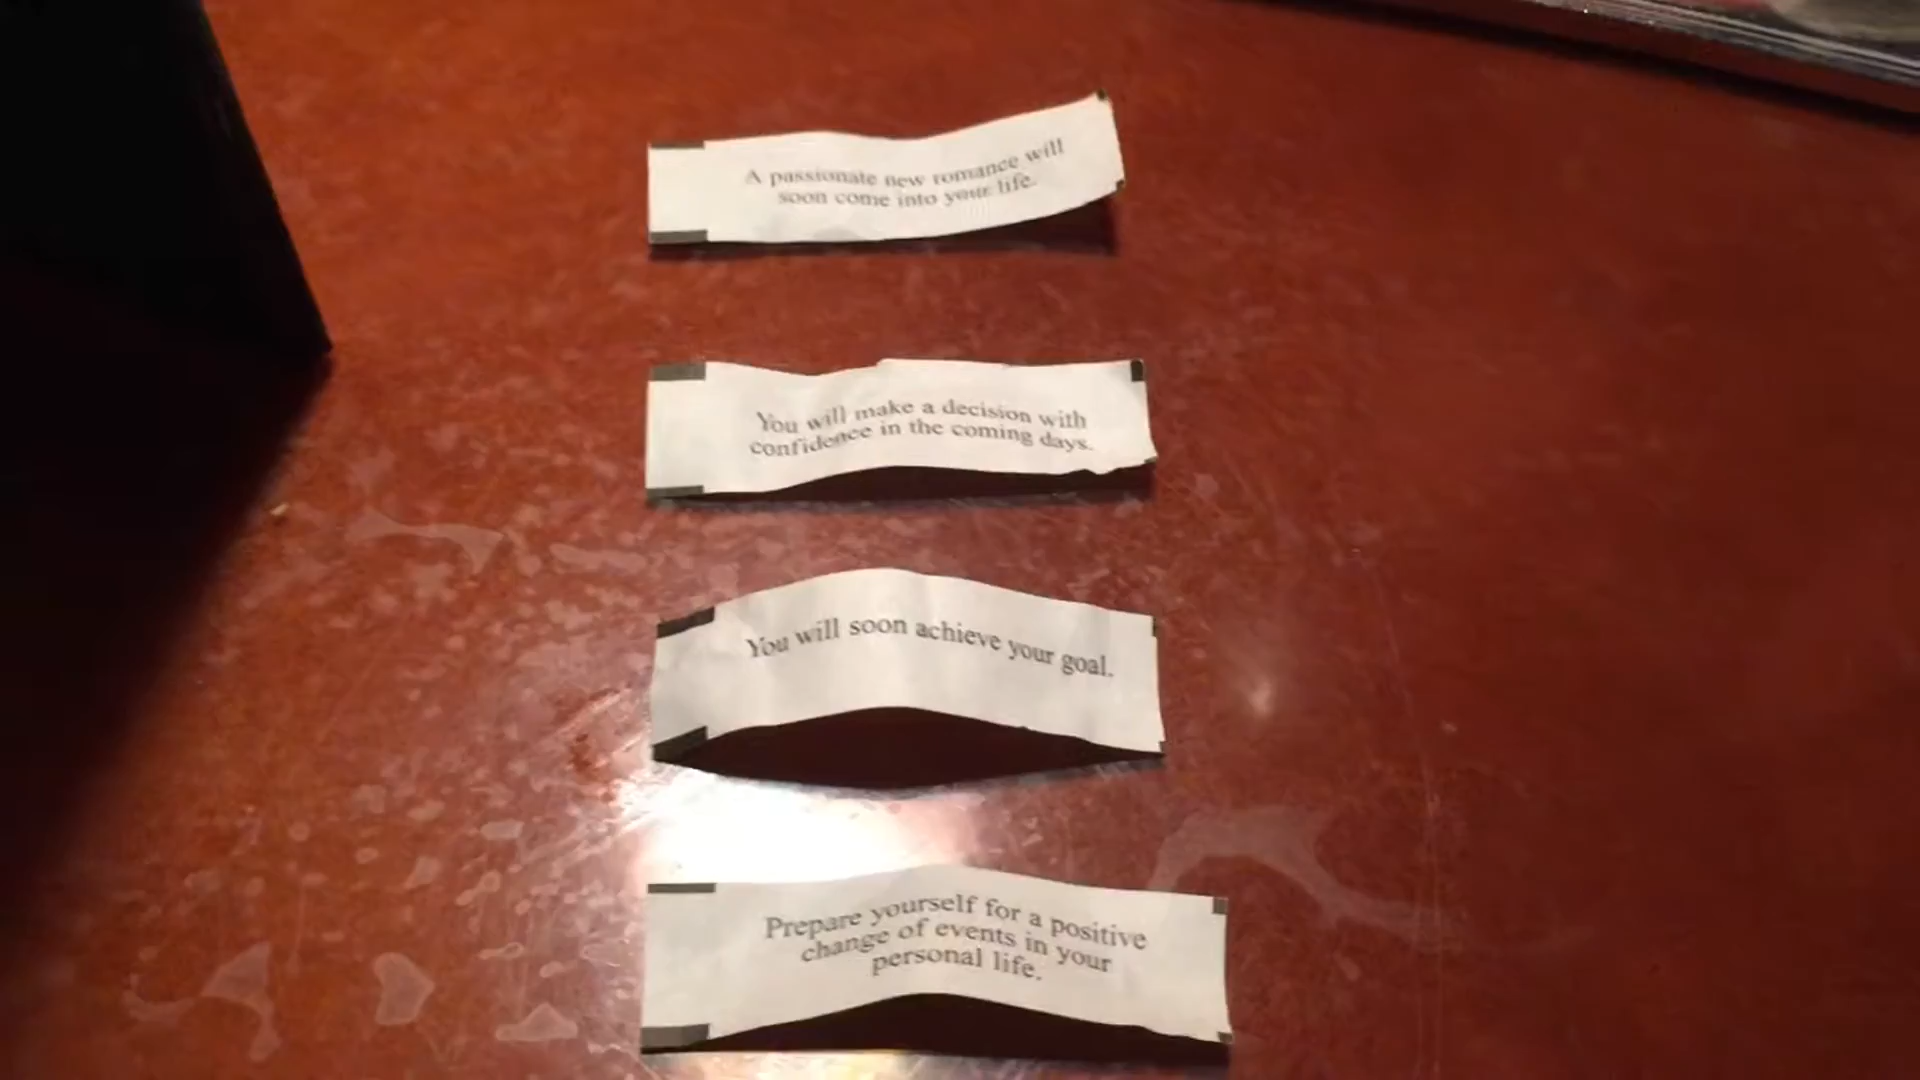 A passionate new romance will
soon come into your life.
You will make a decision with
confidence in the coming days.
You will soon achieve your goal.
Prepare yourself for a positive
change of events in your
personal life.